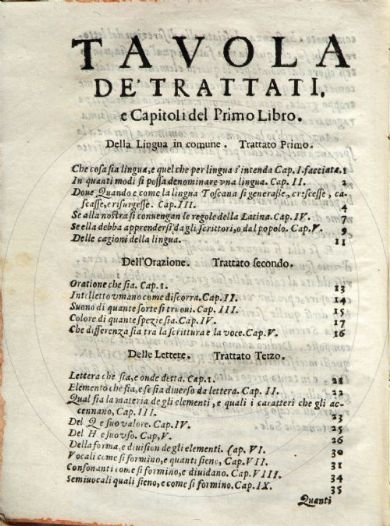 TAVOLA
DE' TRATTATI,
e Capitoli del Primo Libro.
Della Lingua in comune. Trattato Primo.
Che cosa sia lingua, e quel che per lingua s'intenda Cap. I. facciata. 1
In quanti modi si possa denominare vna lingua. Cap. II. 2
Doue Quando e come la lingua Toscana si generasse, crescesse, ca-
scasse, e risurgesse. Cap. III. 4
Se alla nostra si conuengan le regole della Latina. Cap. IV. 7
Se ella debba apprendersi dagli scrittori, o dal popolo. Cap. V. 9
Delle cagioni della lingua. 11
Dell'Orazione. Trattato secondo.
Oratione che sia. Cap. 1. 13
Intelletto vmano come discorra. Cap. II. 14
Suono di quante sorte si truoui. Cap. III. 15
Colore di quante spezie sia. Cap. IV. 17
Che differenza sia tra la scrittura e la voce. Cap. V. 16
Delle Lettere. Trattato Terzo.
Lettera che sia, e onde detta. Cap. 1. 21
Elemento che sia, e se sia diuerso da lettera. Cap. II. 22
Qual sia la materia degli elementi, e quali i caratteri che gli ac-
cennano, Cap. III. 23
Del Q e suo valore. Cap. IV. 25
Del H e suo vso. Cap, V. 26
Della forma, e diuision degli elementi. Cap. VI. 30
Vocali come si formino, e quanti sieno, Cap. VII. 31
Consonanti come si formino, e diuidano. Cap. VIII. 34
Semiuocali quali sieno, e come si formino. Cap. IX. 35
Quanti